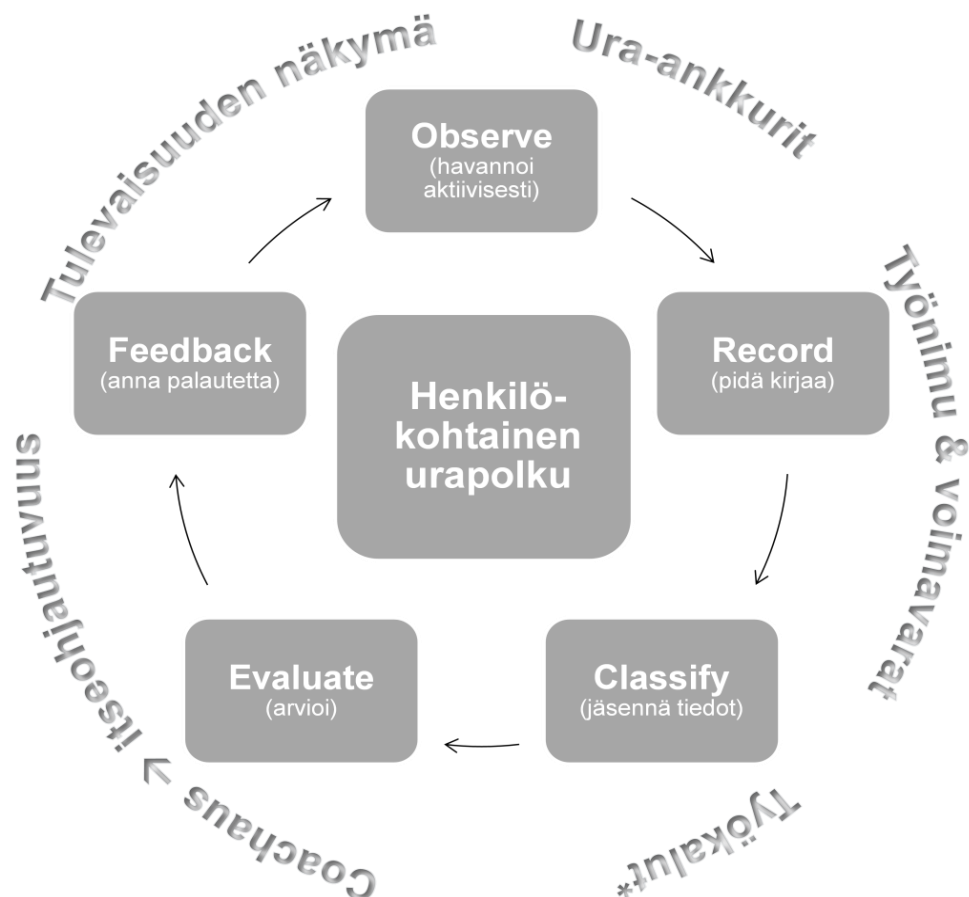 Tulevaisuuden näkymä
Ura-ankkurit
Observe
(havannoi
aktiivisesti)
Työnimu & voimavarat
Feedback
(anna palautetta)
Henkilö-
kohtainen
urapolku
Record
(pidä kirjaa)
Evaluate
(arvioi)
Classify
(jäsennä tiedot)
Coachaus → itseohjautuvuus
Työkalut*